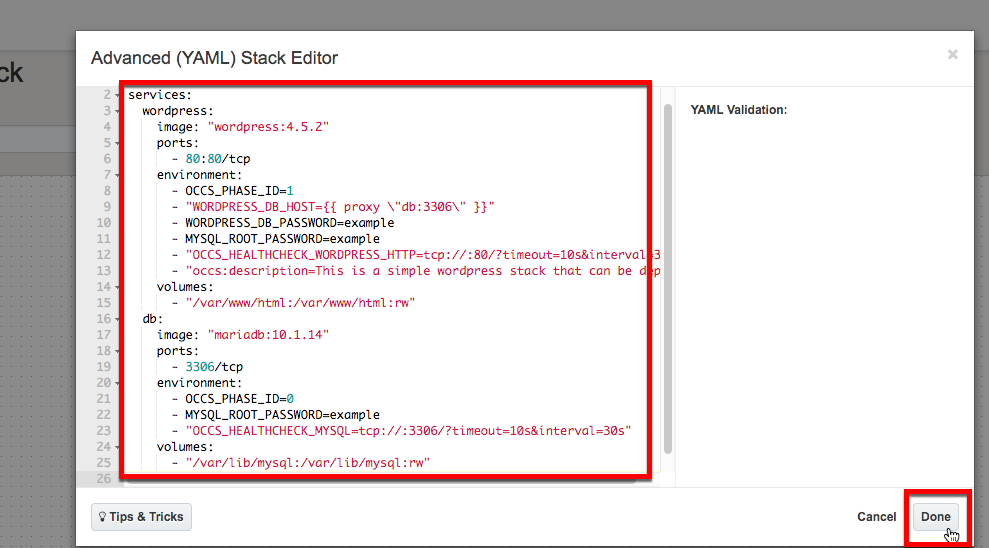 ck
Advanced (YAML) Stack Editor
×
2 services:
3 wordpress:
4 image: "wordpress:4.5.2"
5 ports:
6 - 80:80/tcp
7 environment:
8 - OCCS_PHASE_ID=1
9 - "WORDPRESS_DB_HOST={{ proxy \"db:3306\" }}"
10 - WORDPRESS_DB_PASSWORD=example
11 - MYSQL_ROOT_PASSWORD=example
12 - "OCCS_HEALTHCHECK_WORDPRESS_HTTP=tcp://:80/?timeout=10s&interval=3
13 - "occs:description=This is a simple wordpress stack that can be dep
14 volumes:
15 - "/var/www/html:/var/www/html:rw"
16 db:
17 image: "mariadb:10.1.14"
18 ports:
19 - 3306/tcp
20 environment:
21 - OCCS_PHASE_ID=0
22 - MYSQL_ROOT_PASSWORD=example
23 - "OCCS_HEALTHCHECK_MYSQL=tcp://:3306/?timeout=10s&interval=30s"
24 volumes:
25 - "/var/lib/mysql:/var/lib/mysql:rw"
26
YAML Validation:
Tips & Tricks
Cancel
Done